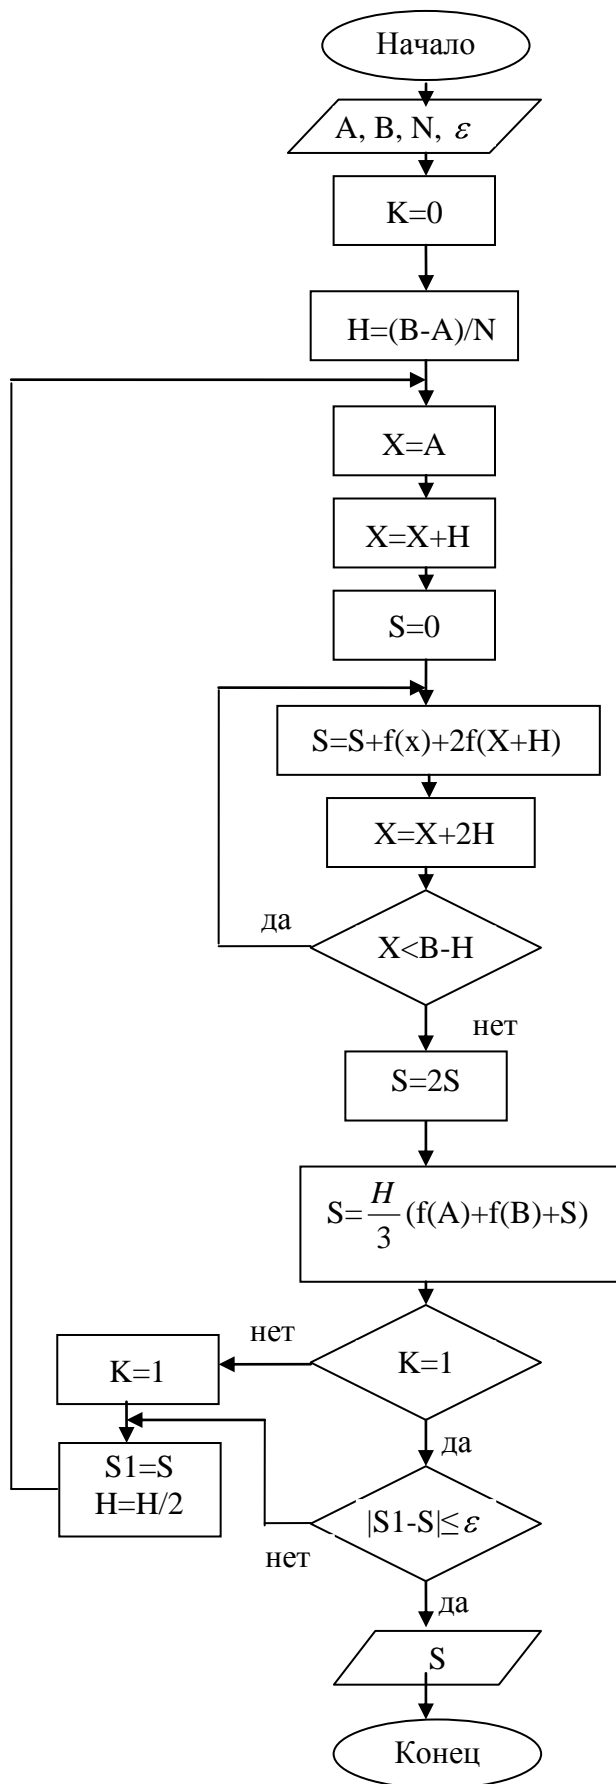 Начало
A, B, N, ε
K=0
H=(B-A)/N
X=A
X=X+H
S=0
S=S+f(x)+2f(X+H)
X=X+2H
да
X<B-H
нет
S=2S
S=H/3(f(A)+f(B)+S)
нет
K=1
K=1
да
S1=S
H=H/2
|S1-S|≤ε
нет
да
S
Конец